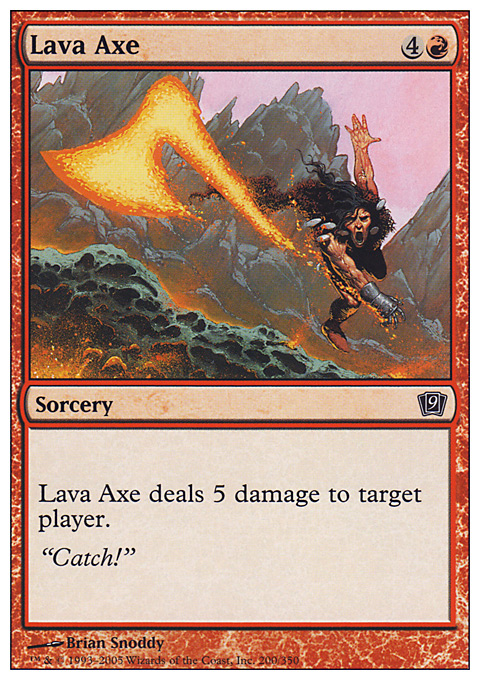 Lava Axe 4
Sorcery 9
Lava Axe deals 5 damage to target
player.
“Catch!”
Brian Snoddy
™ & © 1993–2005 Wizards of the Coast, Inc. 200/350